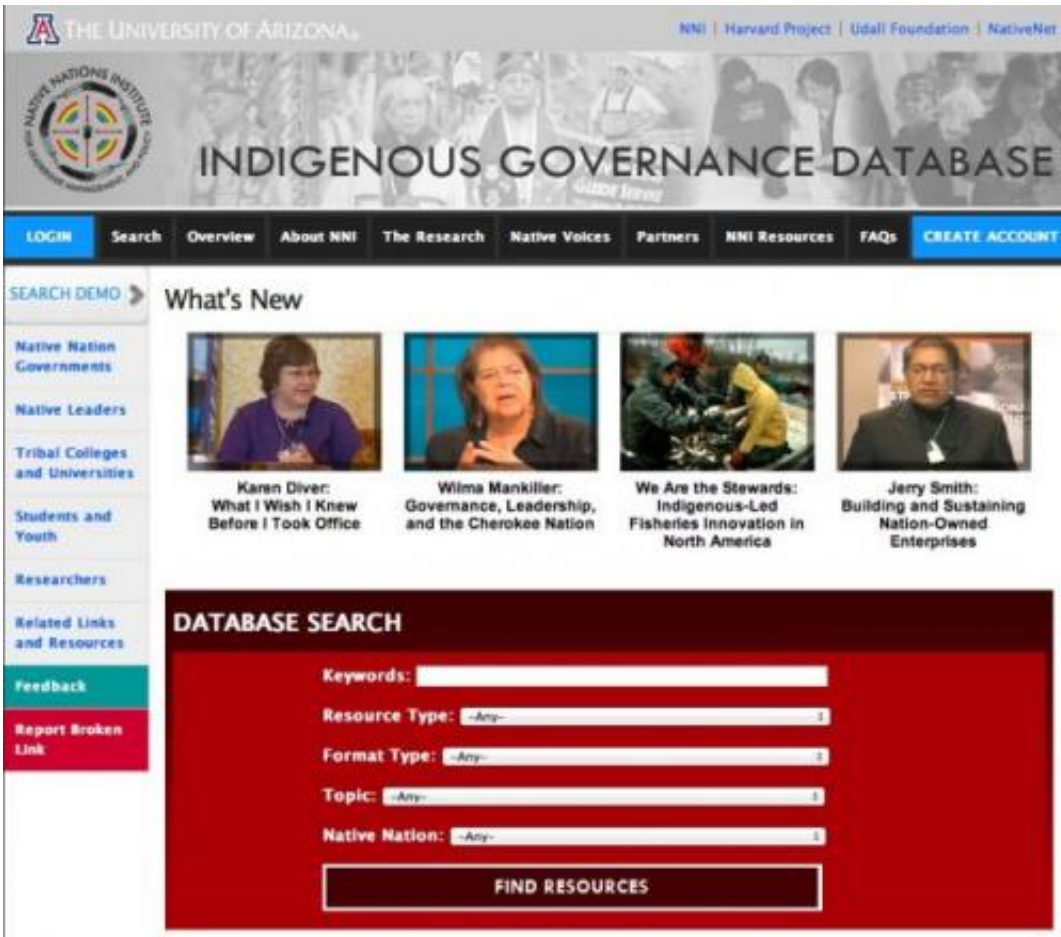 THE UNIVERSITY OF ARIZONA®
NNI | Harvard Project | Udall Foundation | NativeNet
NATIVE NATIONS INSTITUTE
INDIGENOUS GOVERNANCE DATABASE
LOGIN
Search
Overview
About NNI
The Research
Native Voices
Partners
NNI Resources
FAQs
CREATE ACCOUNT
SEARCH DEMO
Native Nation
Governments
Native Leaders
Tribal Colleges
and Universities
Students and
Youth
Researchers
Related Links
and Resources
Feedback
Report Broken
Link
What's New
Karen Diver:
What I Wish I Knew
Before I Took Office
Wilma Mankiller:
Governance, Leadership,
and the Cherokee Nation
We Are the Stewards:
Indigenous-Led
Fisheries Innovation in
North America
Jerry Smith:
Building and Sustaining
Nation-Owned
Enterprises
DATABASE SEARCH
Keywords:
Resource Type: -Any-
Format Type: -Any-
Topic: -Any-
Native Nation: -Any-
FIND RESOURCES